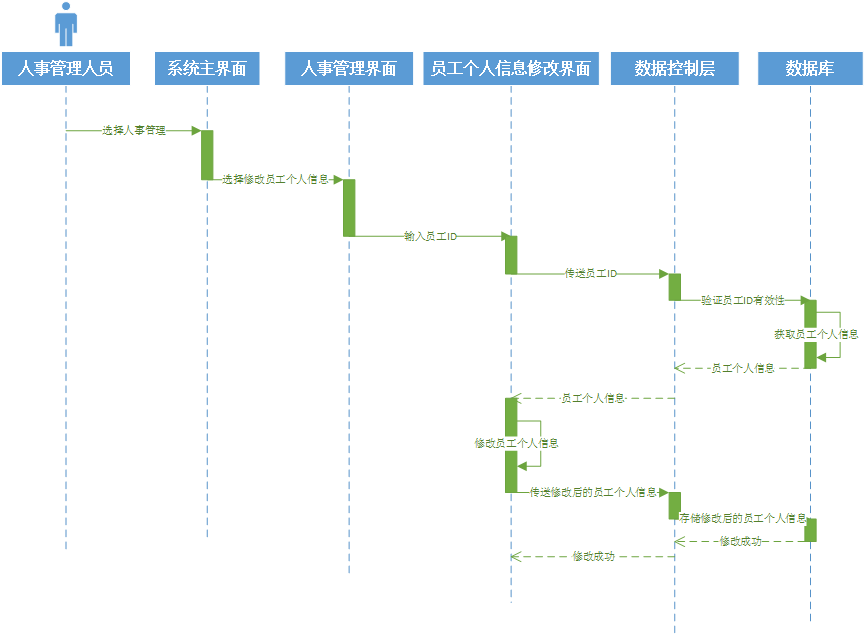 人事管理人员
系统主界面
人事管理界面
员工个人信息修改界面
数据控制层
数据库
选择人事管理
选择修改员工个人信息
输入员工ID
传送员工ID
验证员工ID有效性
获取员工个人信息
员工个人信息
员工个人信息
修改员工个人信息
传送修改后的员工个人信息
存储修改后的员工个人信息
修改成功
修改成功